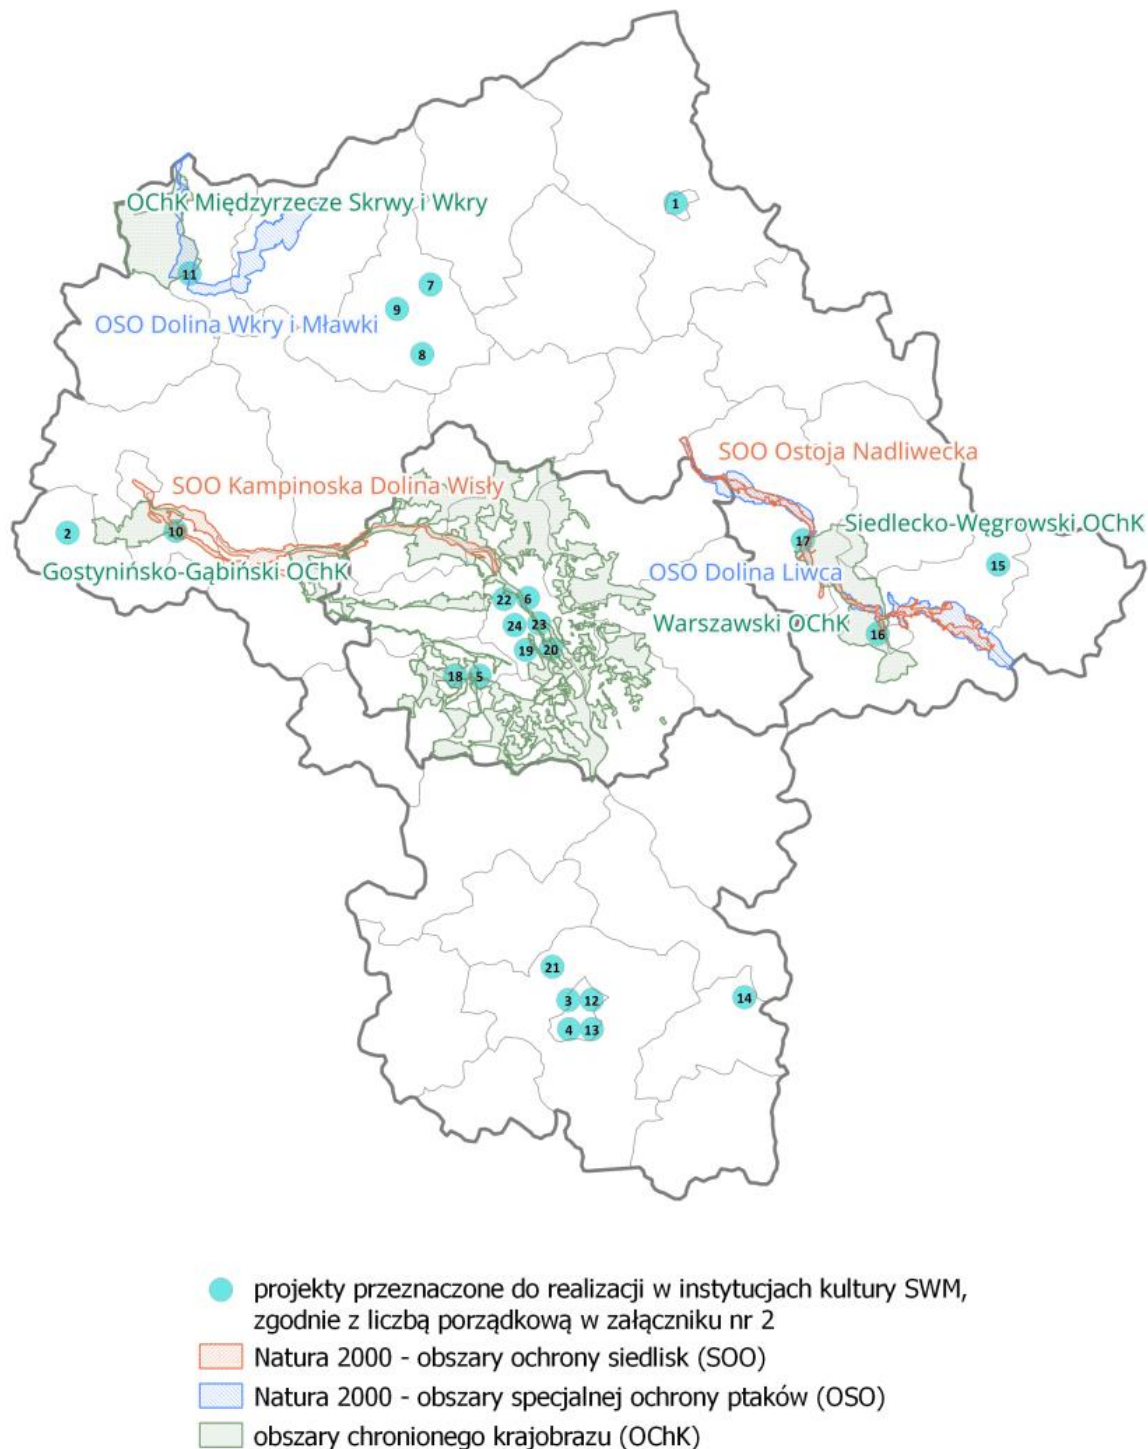 1
OChK Międzyrzecze Skrwy i Wkry
11
7
9
OSO Dolina Wkry i Mławki
8
SOO Ostoja Nadliwecka
SOO Kampinoska Dolina Wisły
Siedlecko-Węgrowski OChK
2
10
17
15
Gostynińsko-Gąbiński OChK
OSO Dolina Liwca
22
6
Warszawski OChK
24
23
16
19
20
18
5
21
3
12
14
4
13
projekty przeznaczone do realizacji w instytucjach kultury SWM,
zgodnie z liczbą porządkową w załączniku nr 2
Natura 2000 - obszary ochrony siedlisk (SOO)
Natura 2000 - obszary specjalnej ochrony ptaków (OSO)
obszary chronionego krajobrazu (OChK)